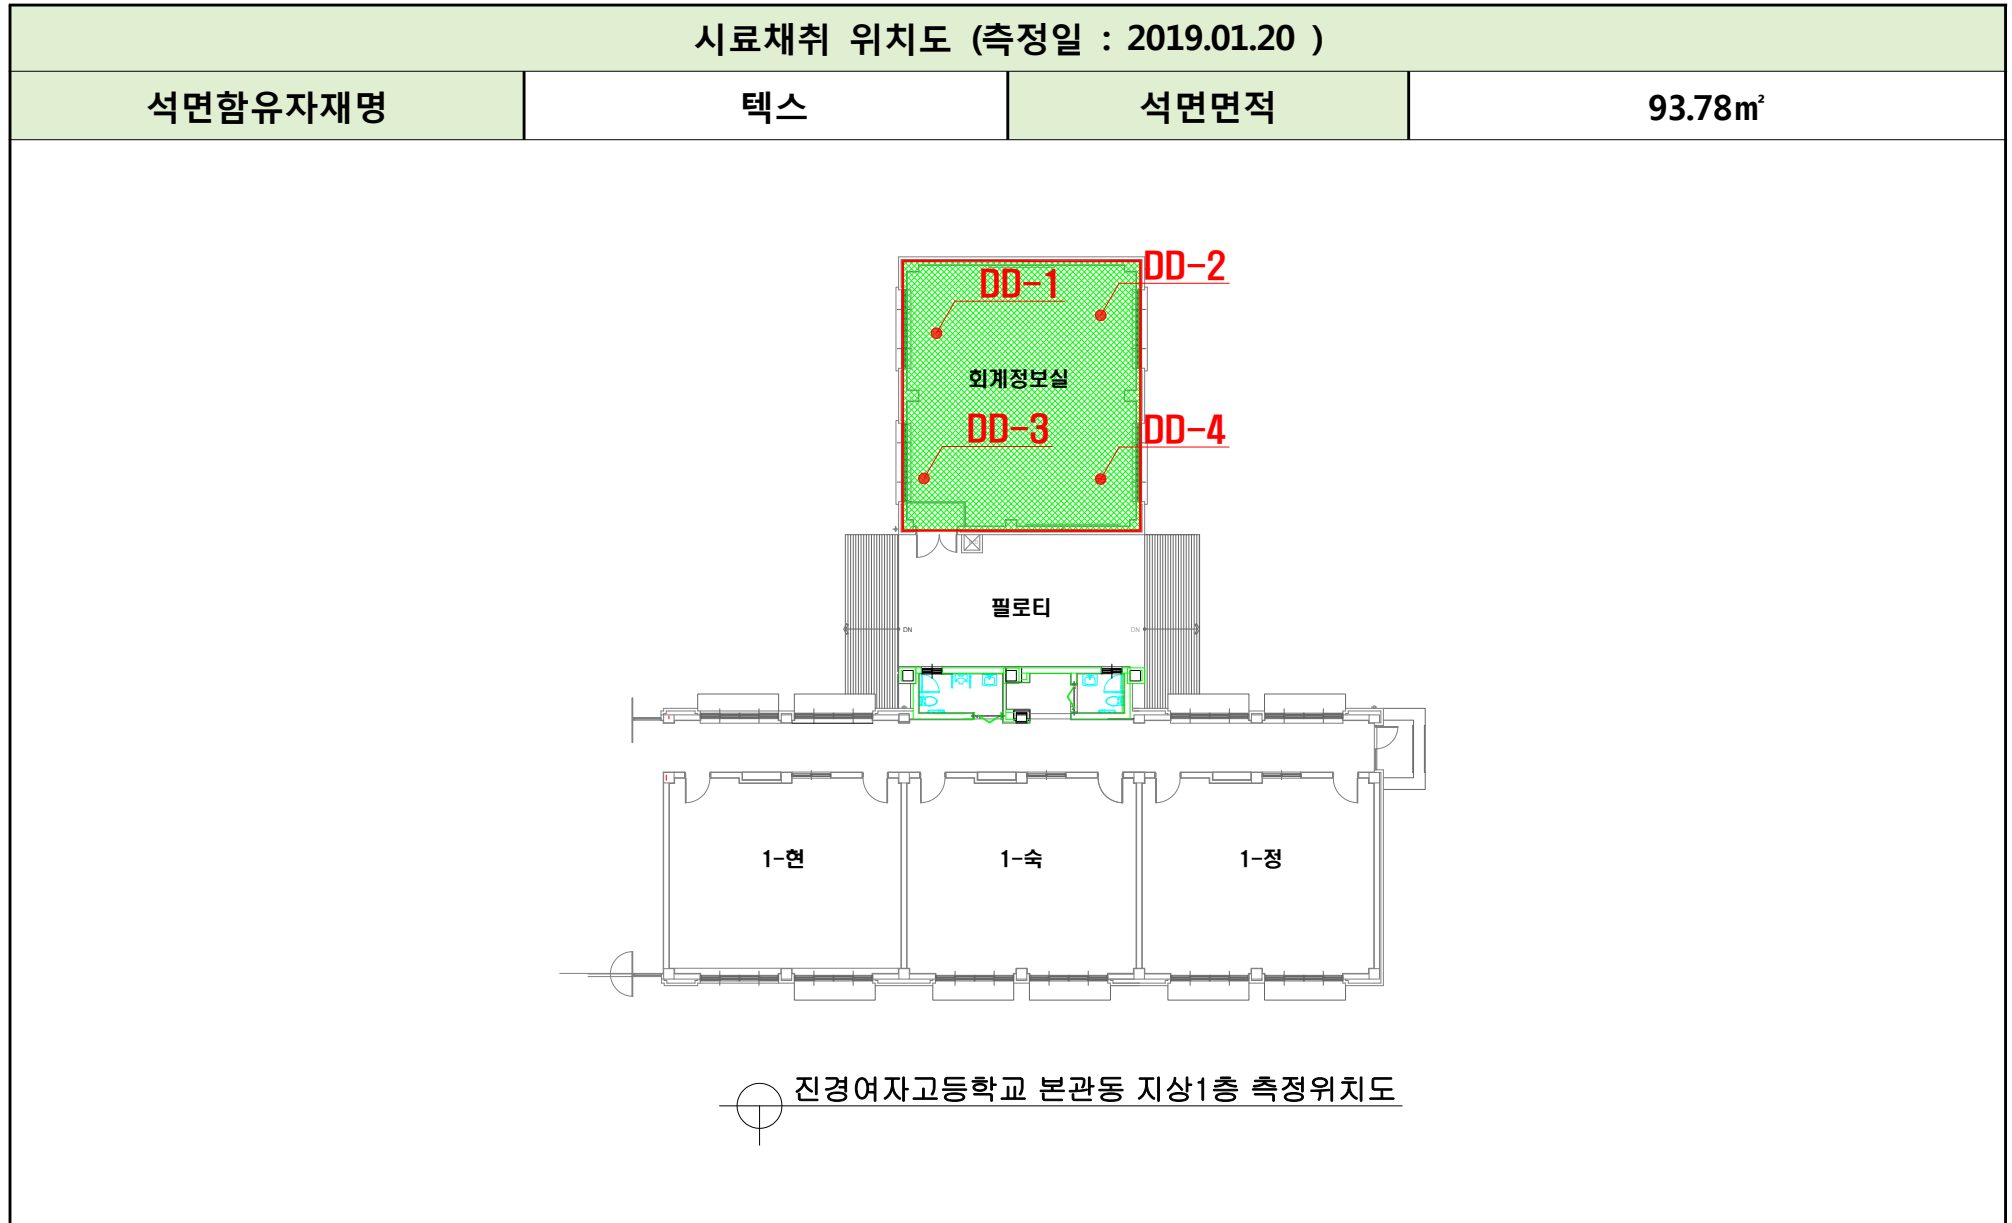 시료채취 위치도 (측정일 : 2019.01.20 )
석면함유자재명 텍스 석면면적 93.78㎡
DD-1
DD-2
회계정보실
DD-3
DD-4
필로티
DN
DN
1-현
1-숙
1-정
진경여자고등학교 본관동 지상1층 측정위치도